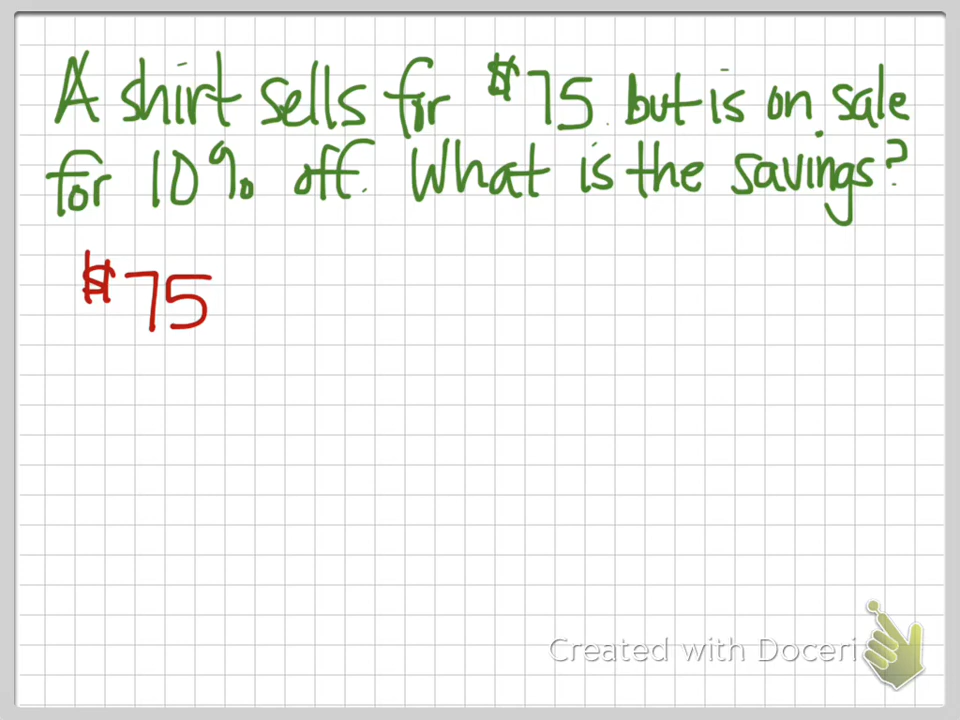 A shirt sells for $75 but is on sale
for 10% off. What is the savings?
$75
Created with Doceri